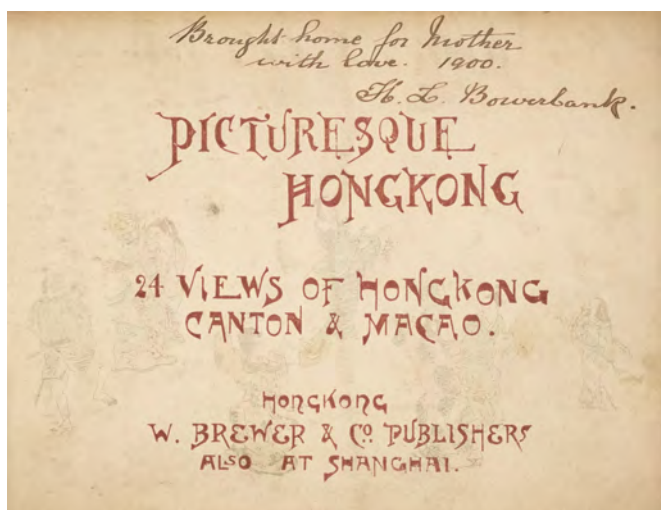 Brought home for Mother
with love. 1900.
H. L. Bowerbank.
PICTURESQUE
HONGKONG
24 VIEWS OF HONGKONG
CANTON & MACAO.
HONGKONG
W. BREWER & CO. PUBLISHERS
ALSO AT SHANGHAI.